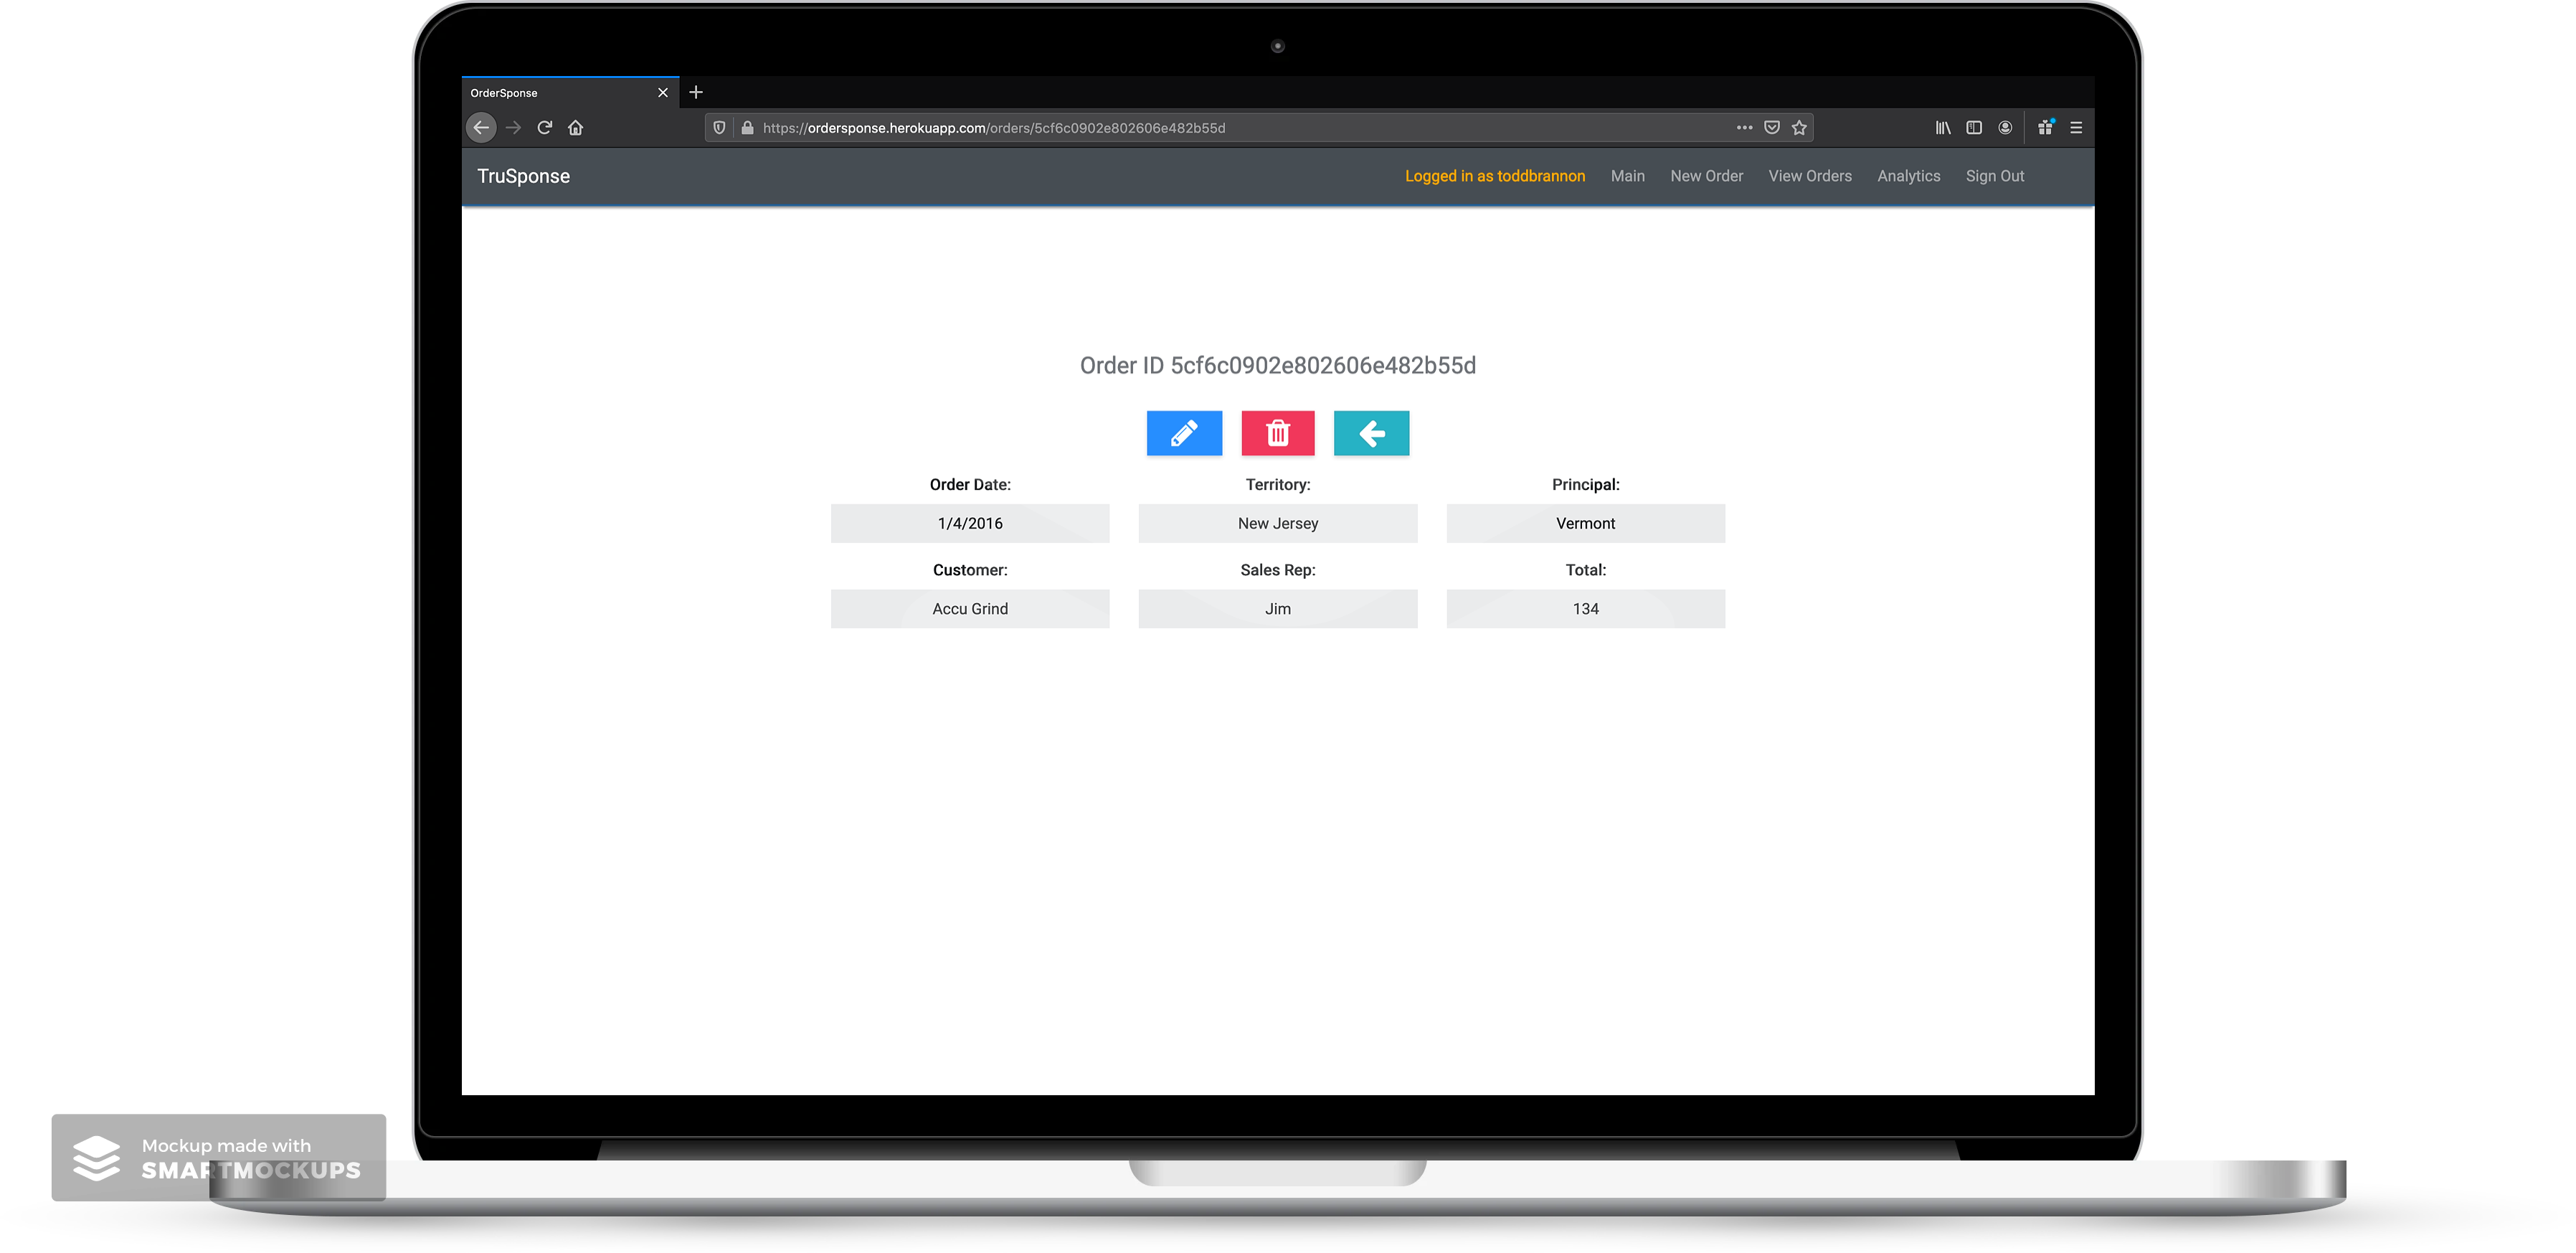 OrderSponse
https://ordersponse.herokuapp.com/orders/5cf6c0902e802606e482b55d
TruSponse
Logged in as toddbrannon Main New Order View Orders Analytics Sign Out
Order ID 5cf6c0902e802606e482b55d
Order Date: Territory: Principal:
1/4/2016 New Jersey Vermont
Customer: Sales Rep: Total:
Accu Grind Jim 134
Mockup made with
SMARTMOCKUPS